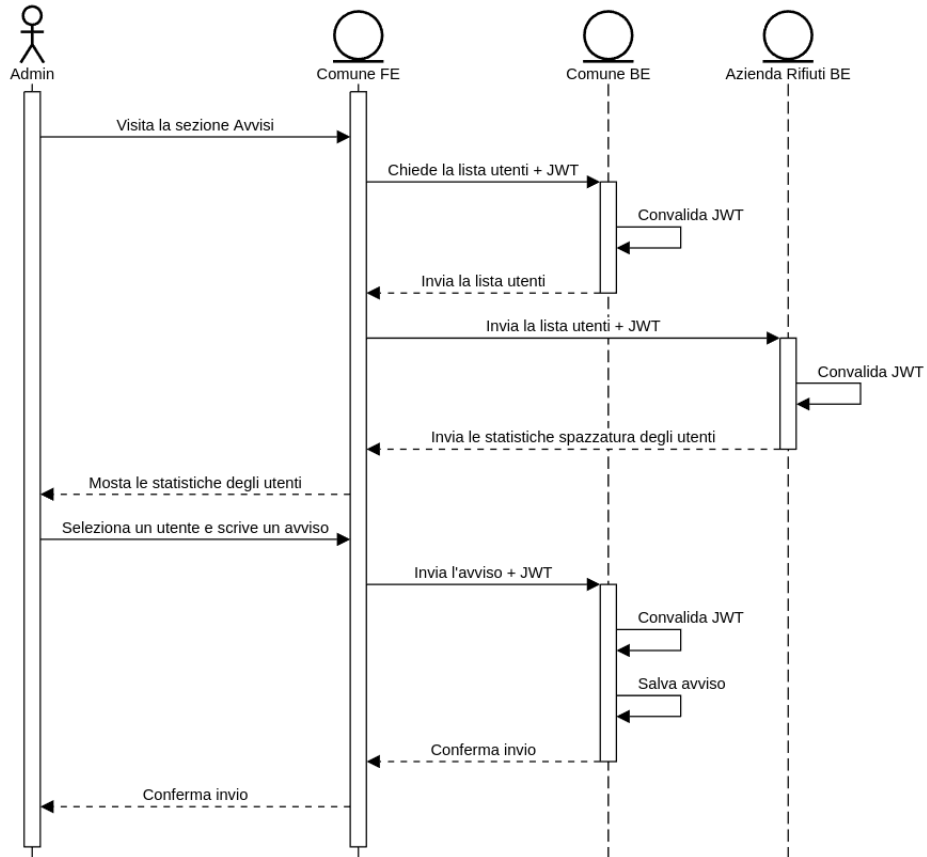 Admin
Comune FE
Comune BE
Azienda Rifiuti BE
Visita la sezione Avvisi
Chiede la lista utenti + JWT
Convalida JWT
Invia la lista utenti
Invia la lista utenti + JWT
Convalida JWT
Invia le statistiche spazzatura degli utenti
Mosta le statistiche degli utenti
Seleziona un utente e scrive un avviso
Invia l'avviso + JWT
Convalida JWT
Salva avviso
Conferma invio
Conferma invio